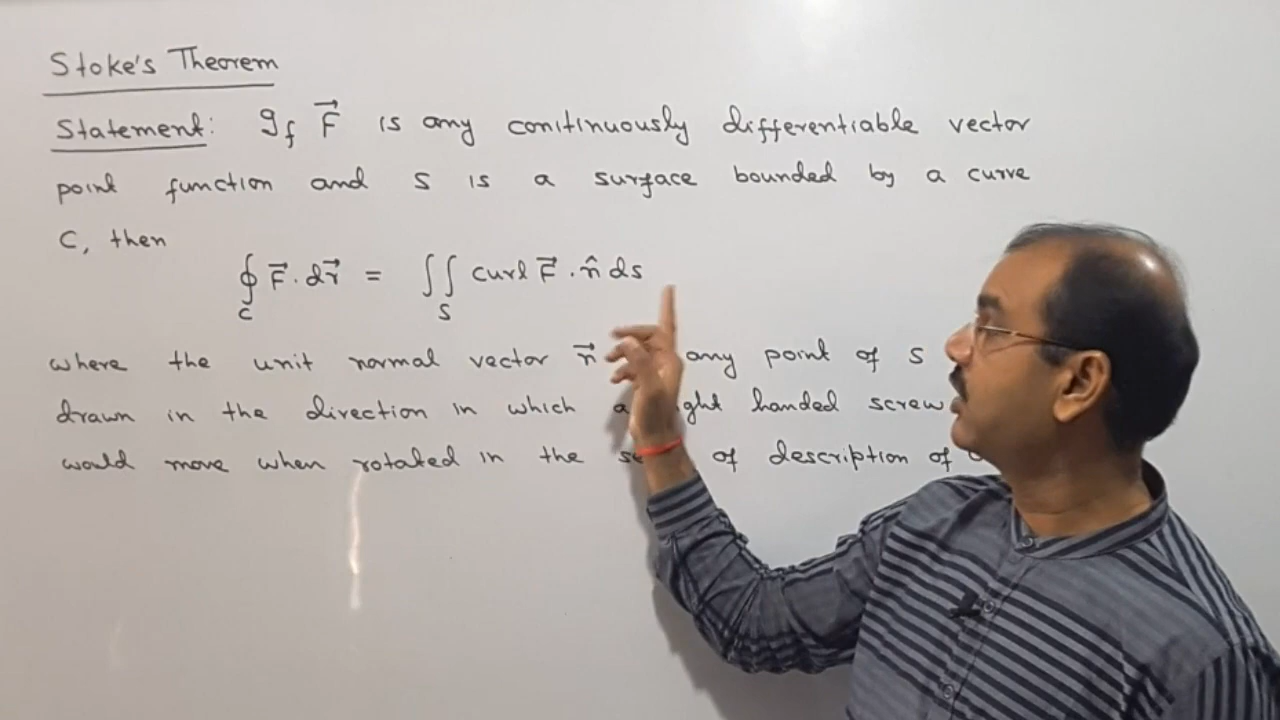 Stoke's Theorem
Statement: If F⃗ is any continuously differentiable vector
point function and S is a surface bounded by a curve
C, then
∮_C F⃗ · dr⃗ = ∬_S curl F⃗ · n̂ ds
where the unit normal vector n⃗ any point of S
drawn in the direction in which a handed screw
would move when rotated in the of description of